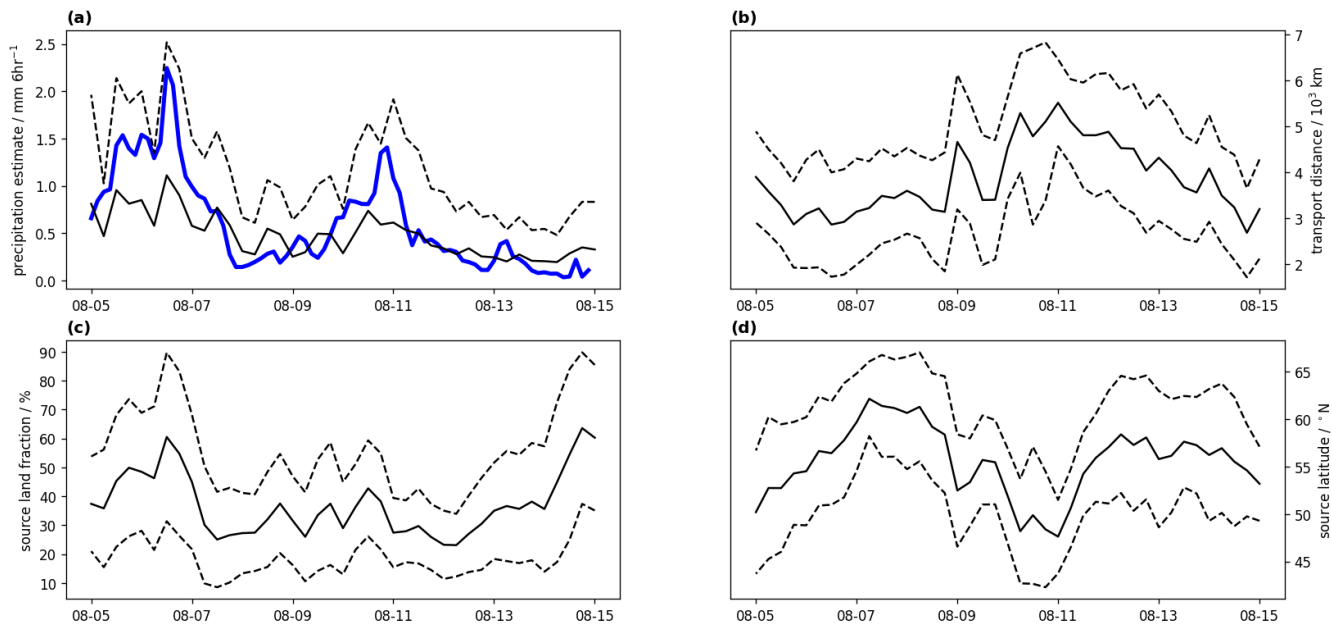 (a)
precipitation estimate / mm 6hr⁻¹
2.5
2.0
1.5
1.0
0.5
0.0
08-05 08-07 08-09 08-11 08-13 08-15
(b)
transport distance / 10³ km
7
6
5
4
3
2
08-05 08-07 08-09 08-11 08-13 08-15
(c)
source land fraction / %
90
80
70
60
50
40
30
20
10
08-05 08-07 08-09 08-11 08-13 08-15
(d)
source latitude / °N
65
60
55
50
45
08-05 08-07 08-09 08-11 08-13 08-15